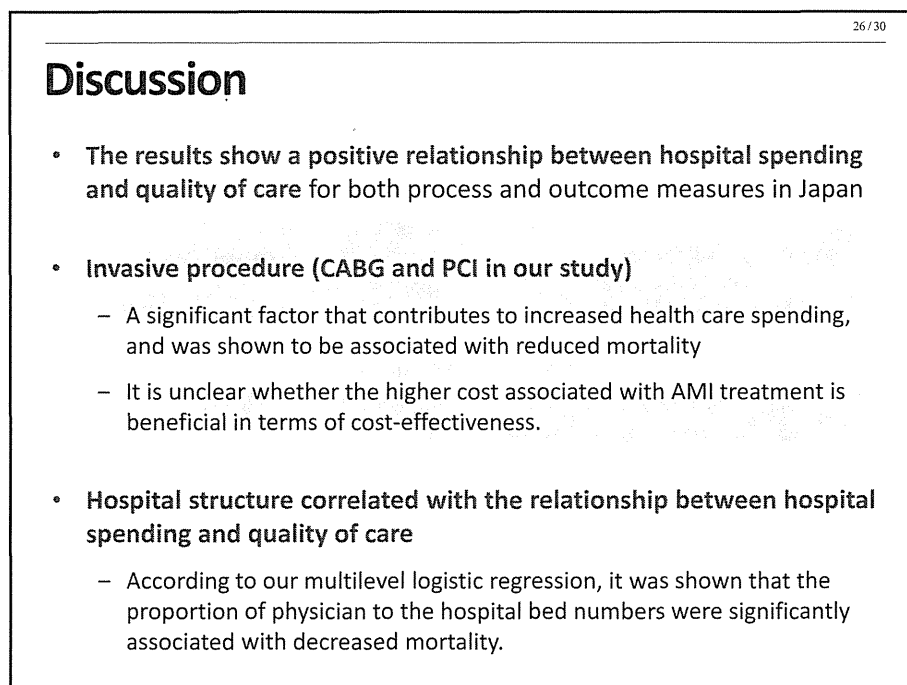 26/30
Discussion
• The results show a positive relationship between hospital spending
and quality of care for both process and outcome measures in Japan
• Invasive procedure (CABG and PCI in our study)
– A significant factor that contributes to increased health care spending,
and was shown to be associated with reduced mortality
– It is unclear whether the higher cost associated with AMI treatment is
beneficial in terms of cost-effectiveness.
• Hospital structure correlated with the relationship between hospital
spending and quality of care
– According to our multilevel logistic regression, it was shown that the
proportion of physician to the hospital bed numbers were significantly
associated with decreased mortality.